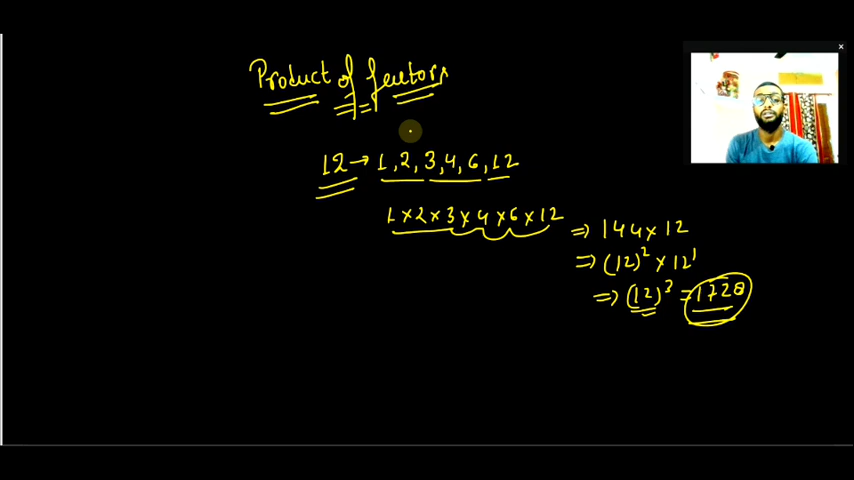 Product of factors
12 → 1, 2, 3, 4, 6, 12
1 × 2 × 3 × 4 × 6 × 12
⇒ 144 × 12
⇒ (12)² × 12¹
⇒ (12)³ = 1728